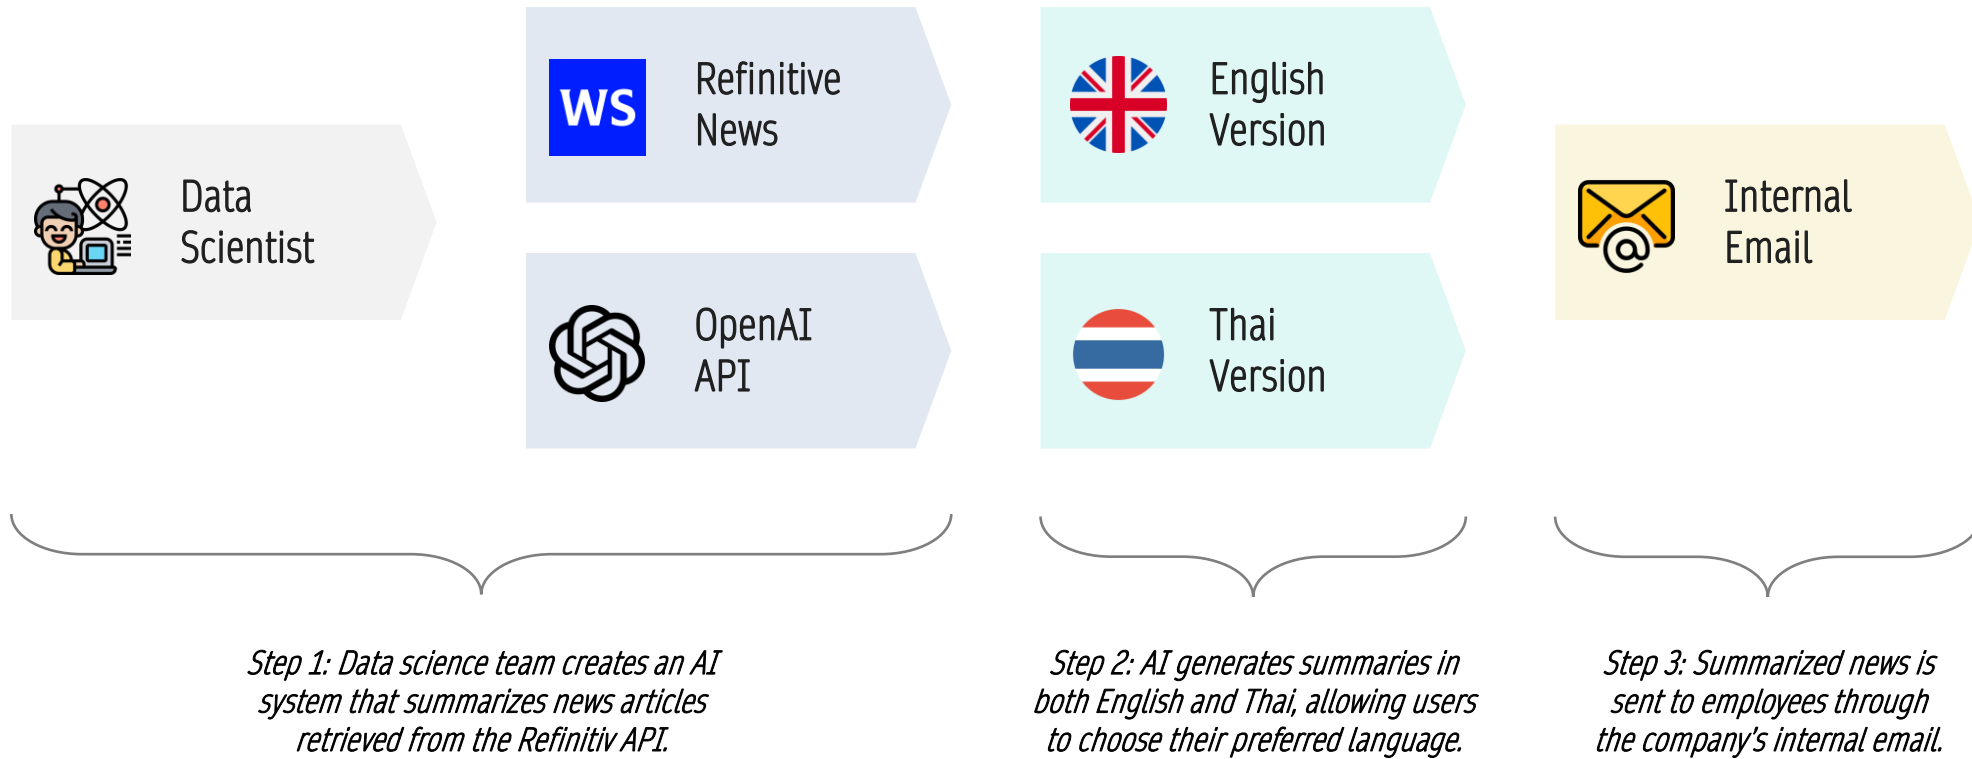 Data
Scientist
WS
Refinitive
News
OpenAI
API
English
Version
Thai
Version
@
Internal
Email
Step 1: Data science team creates an AI
system that summarizes news articles
retrieved from the Refinitiv API.
Step 2: AI generates summaries in
both English and Thai, allowing users
to choose their preferred language.
Step 3: Summarized news is
sent to employees through
the company's internal email.